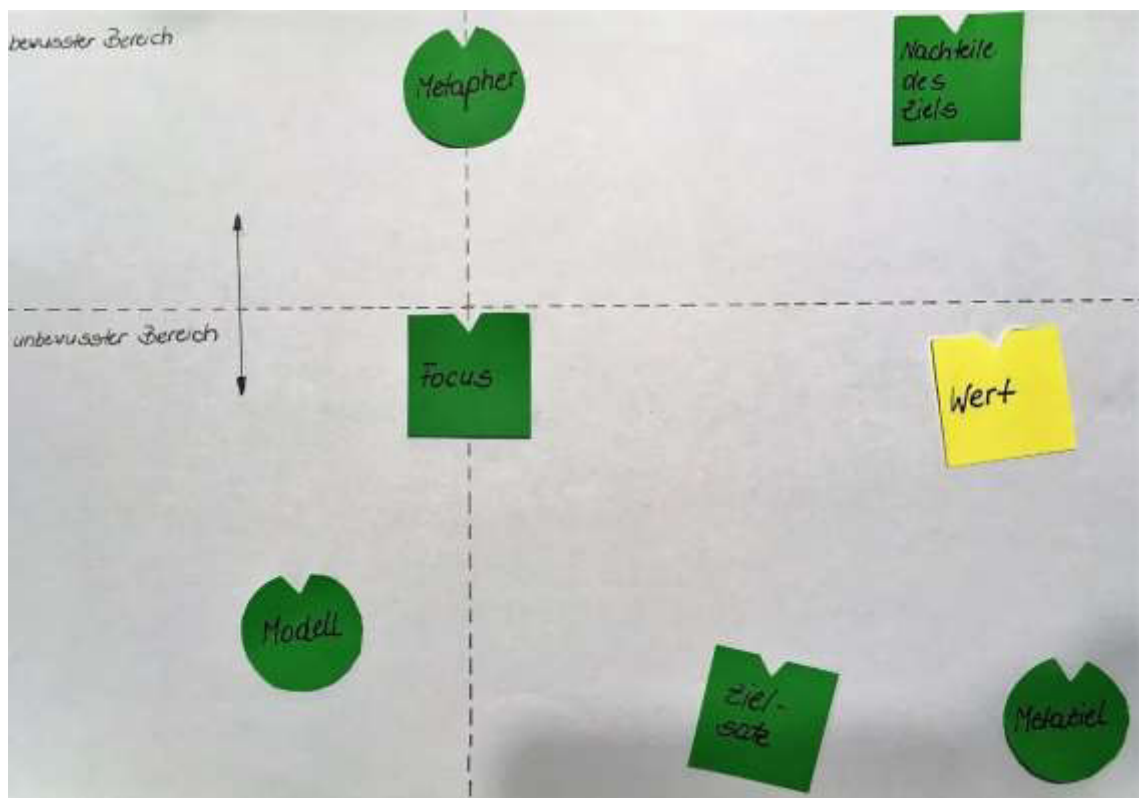 bewusster Bereich
Metapher
Nachteile
des
Ziels
unbewusster Bereich
Focus
Wert
Modell
Ziel-
satz
Metaziel